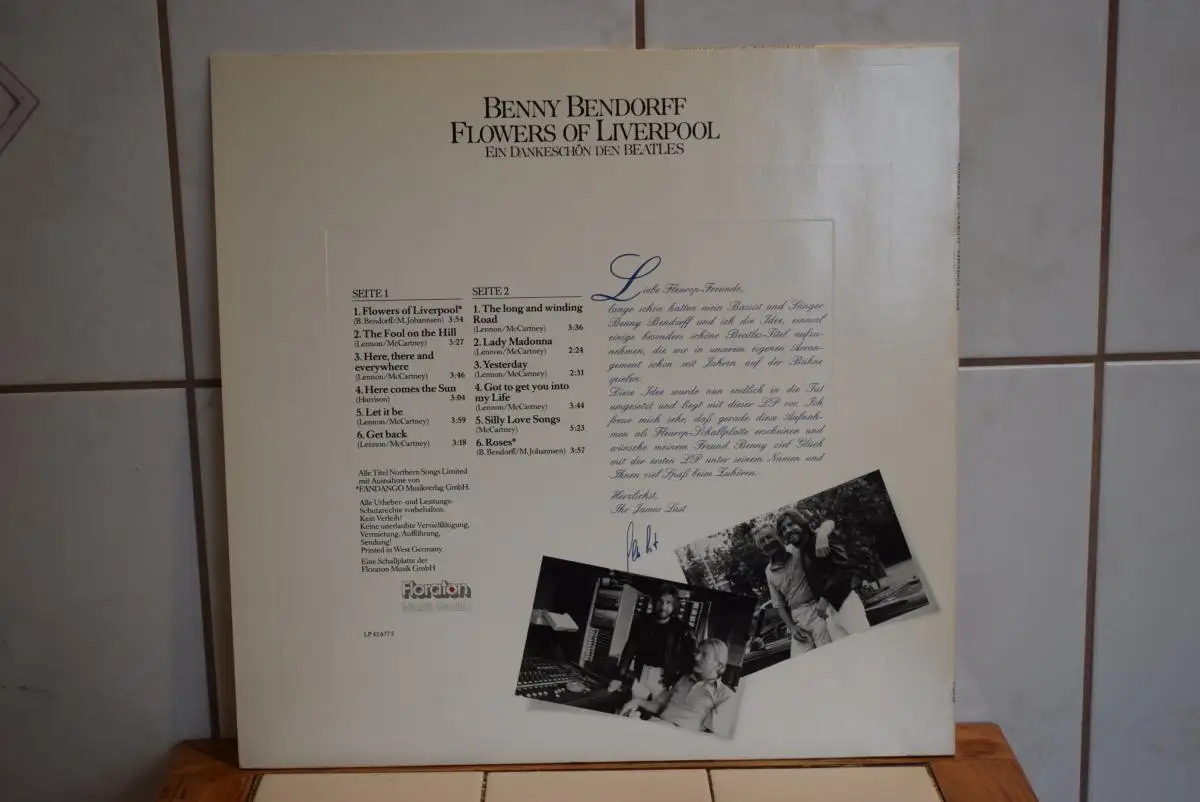 BENNY BENDORFF
FLOWERS OF LIVERPOOL
EIN DANKESCHÖN DEN BEATLES
SEITE 1
1. Flowers of Liverpool*
(B. Bendorff/M. Johannsen) 3:54
2. The Fool on the Hill
(Lennon/McCartney) 3:27
3. Here, there and
everywhere
(Lennon/McCartney) 3:46
4. Here comes the Sun
(Harrison) 3:04
5. Let it be
(Lennon/McCartney) 3:59
6. Get back
(Lennon/McCartney) 3:18
Alle Titel Northern Songs Limited
mit Ausnahme von
*FANDANGO Musikverlag GmbH.
Alle Urheber- und Leistungs-
Schutzrechte vorbehalten.
Kein Verleih!
Keine unerlaubte Vervielfältigung,
Vermietung, Aufführung,
Sendung!
Printed in West Germany
Eine Schallplatte der
Floraton Musik GmbH
Floraton
Musik GmbH
LP 42 677 5
SEITE 2
1. The long and winding
Road
(Lennon/McCartney) 3:36
2. Lady Madonna
(Lennon/McCartney) 2:24
3. Yesterday
(Lennon/McCartney) 2:31
4. Got to get you into
my Life
(Lennon/McCartney) 3:44
5. Silly Love Songs
(McCartney) 5:23
6. Roses*
(B. Bendorff/M. Johannsen) 3:57
Liebe Fleurop-Freunde,
lange schon hatten mein Bassist und Sänger
Benny Bendorff und ich die Idee, einmal
einige besonders schöne Beatles-Titel aufzu-
nehmen, die wir in unserem eigenen Arran-
gement schon seit Jahren auf der Bühne
spielen.
Diese Idee wurde nun endlich in die Tat
umgesetzt und liegt mit dieser LP vor. Ich
freue mich sehr, daß gerade diese Aufnah-
men als Fleurop-Schallplatte erscheinen und
wünsche meinem Freund Benny viel Glück
mit der ersten LP unter seinem Namen und
Ihnen viel Spaß beim Zuhören.
Herzlichst,
Ihr James Last